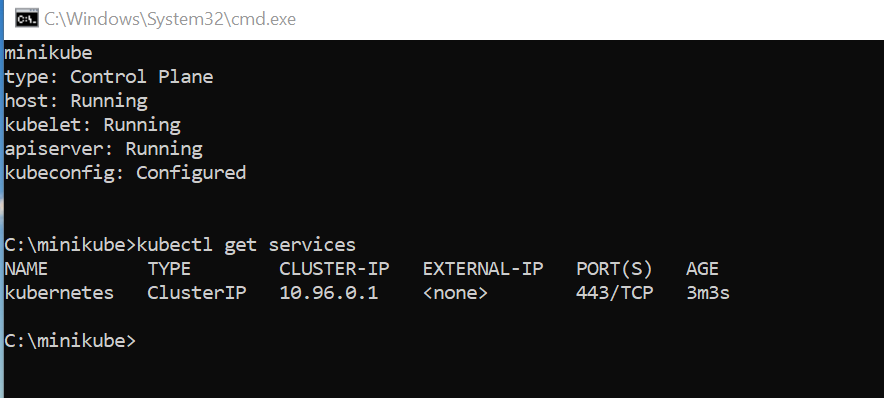 C:\Windows\System32\cmd.exe
minikube
type: Control Plane
host: Running
kubelet: Running
apiserver: Running
kubeconfig: Configured
C:\minikube>kubectl get services
NAME TYPE CLUSTER-IP EXTERNAL-IP PORT(S) AGE
kubernetes ClusterIP 10.96.0.1 <none> 443/TCP 3m3s
C:\minikube>